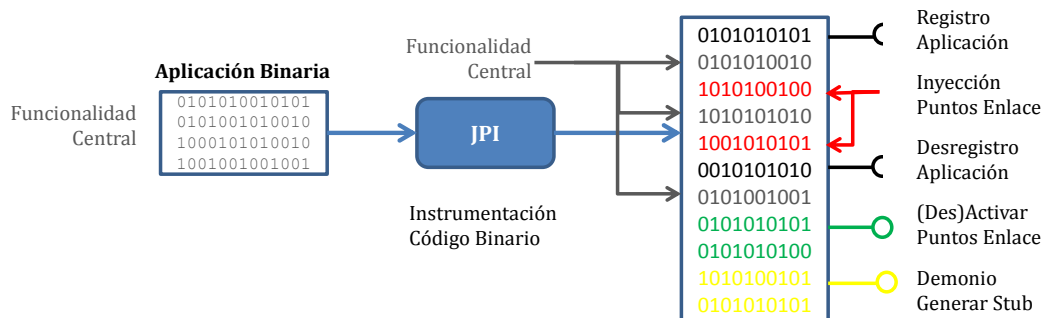 Aplicación Binaria
Funcionalidad
Central
0101010010101
0101001010010
1000101010010
1001001001001
JPI
Instrumentación
Código Binario
Funcionalidad
Central
0101010101
0101010010
1010100100
1010101010
1001010101
0010101010
0101001001
0101010101
0101010100
1010100101
0101010101
Registro
Aplicación
Inyección
Puntos Enlace
Desregistro
Aplicación
(Des)Activar
Puntos Enlace
Demonio
Generar Stub